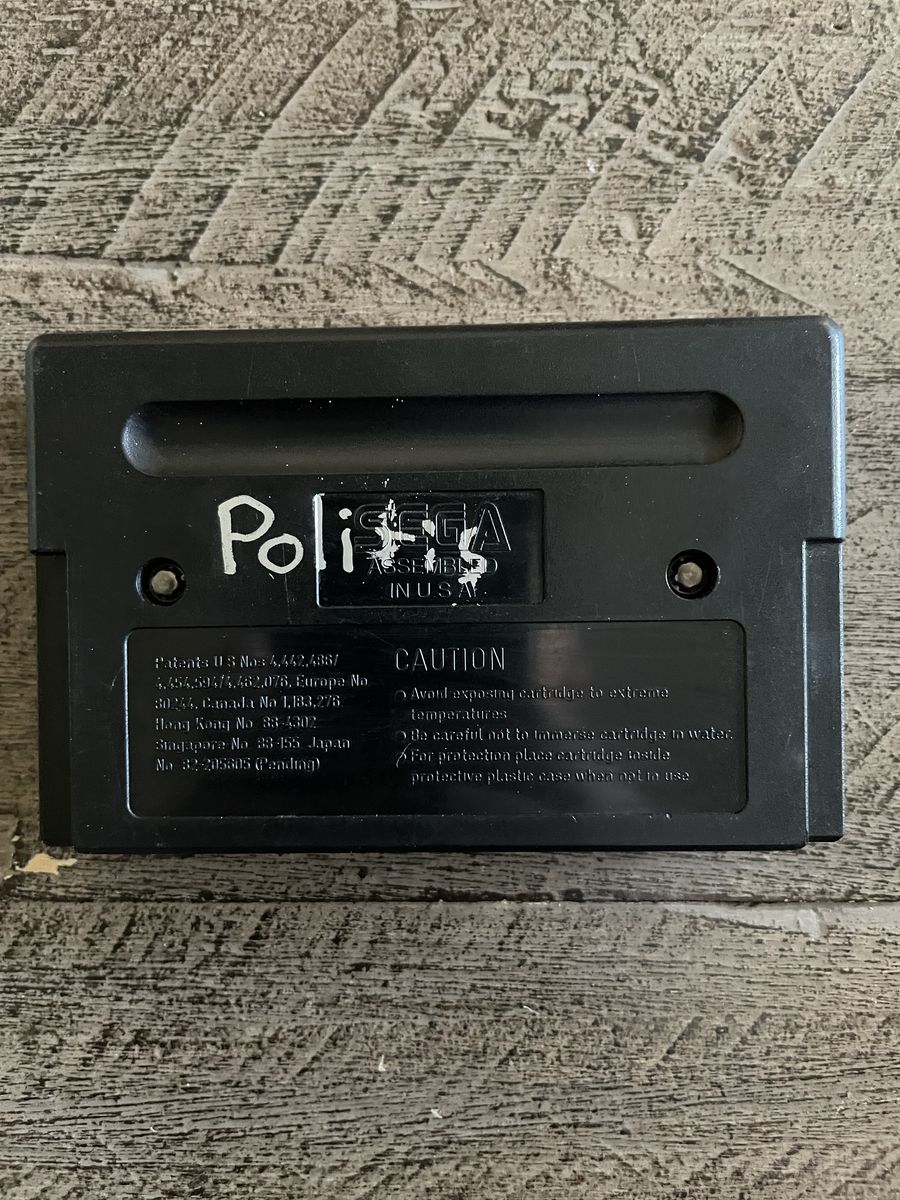 SEGA
ASSEMBLED
IN U S A
Patents U S Nos 4,442,486/
4,454,594/4,462,076, Europe No
80244, Canada No 1,183,276
Hong Kong No 88-4302
Singapore No 88-155 Japan
No 82-205605 (Pending)
CAUTION
Avoid exposing cartridge to extreme
temperatures
Be careful not to immerse cartridge in water.
For protection place cartridge inside
protective plastic case when not in use